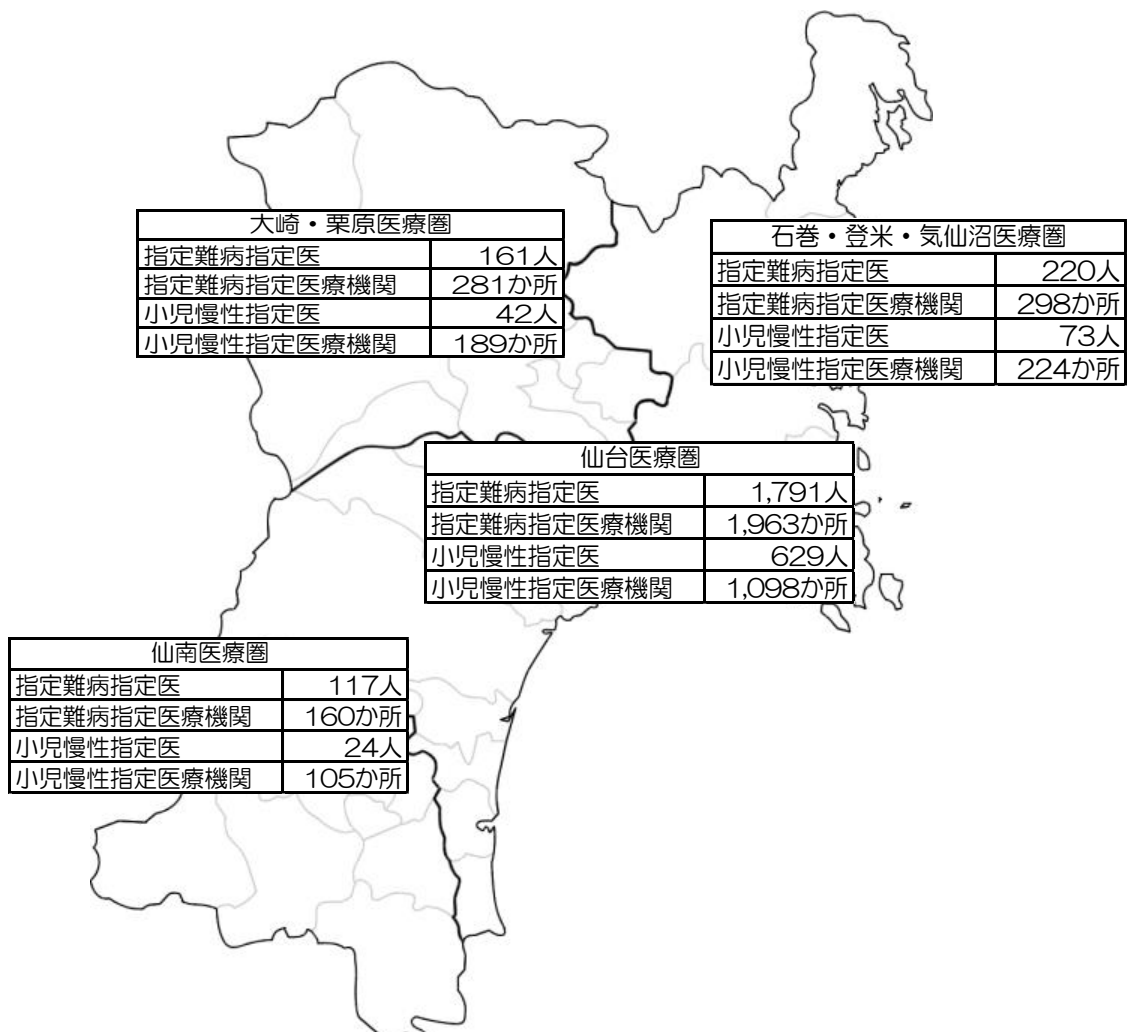 大崎・栗原医療圏
指定難病指定医 161人
指定難病指定医療機関 281か所
小児慢性指定医 42人
小児慢性指定医療機関 189か所
石巻・登米・気仙沼医療圏
指定難病指定医 220人
指定難病指定医療機関 298か所
小児慢性指定医 73人
小児慢性指定医療機関 224か所
仙台医療圏
指定難病指定医 1,791人
指定難病指定医療機関 1,963か所
小児慢性指定医 629人
小児慢性指定医療機関 1,098か所
仙南医療圏
指定難病指定医 117人
指定難病指定医療機関 160か所
小児慢性指定医 24人
小児慢性指定医療機関 105か所